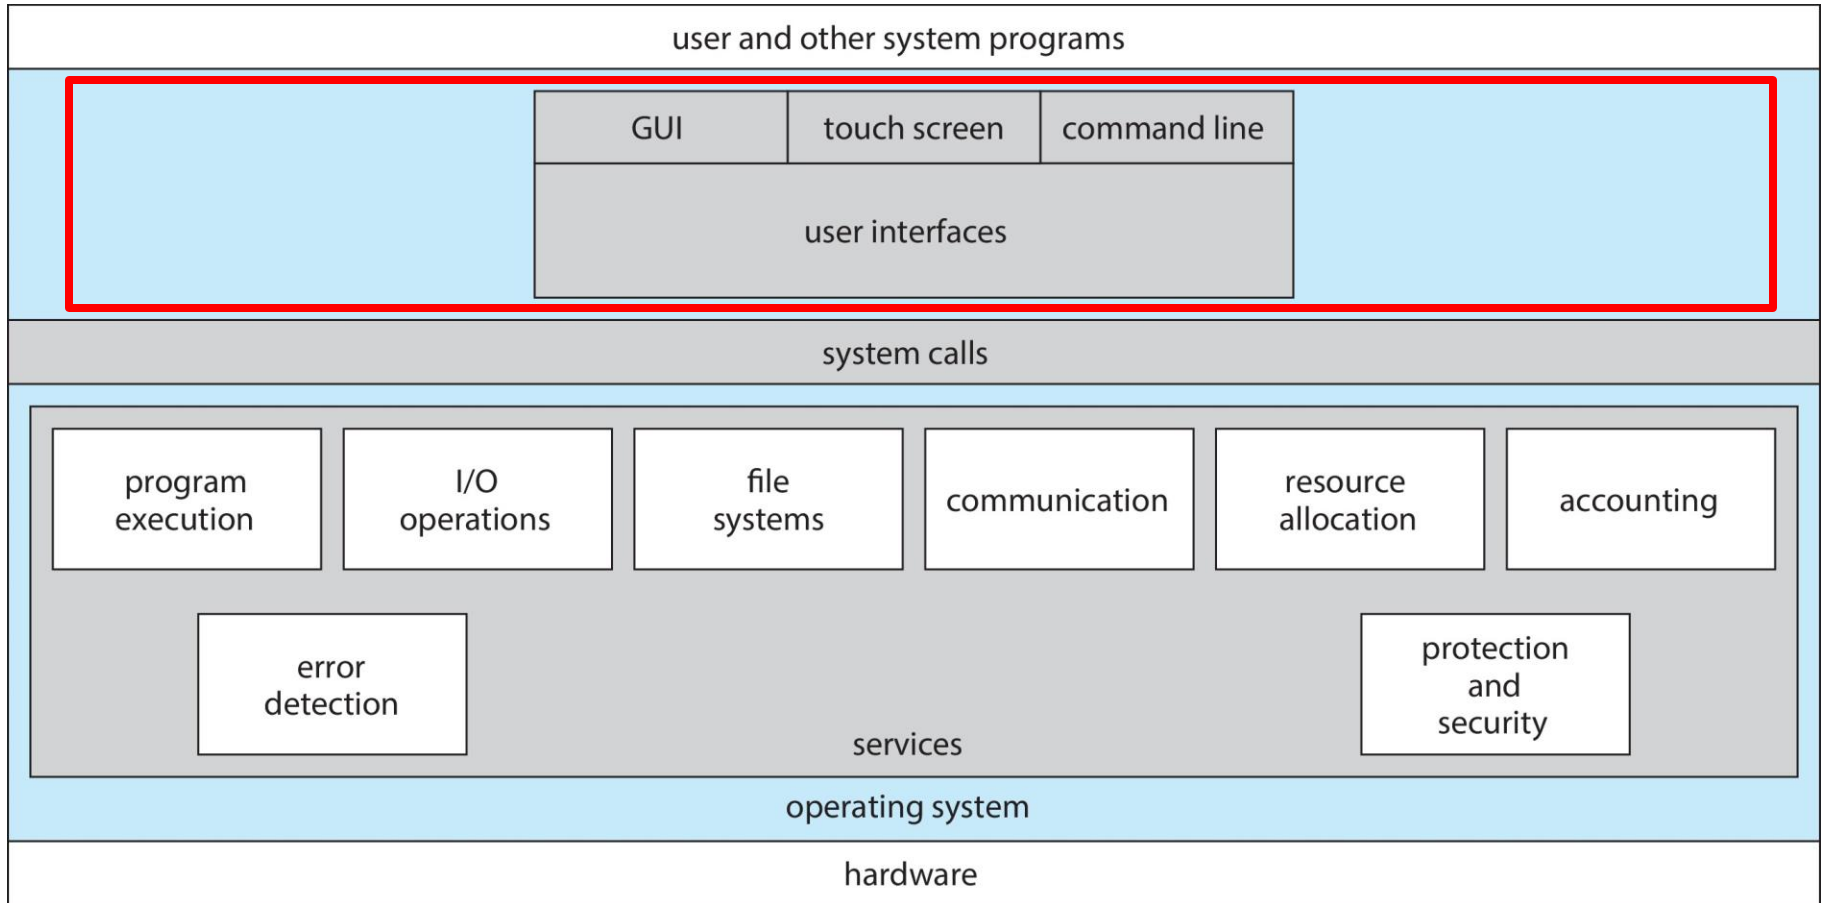 user and other system programs
GUI
touch screen
command line
user interfaces
system calls
program
execution
I/O
operations
file
systems
communication
resource
allocation
accounting
error
detection
protection
and
security
services
operating system
hardware